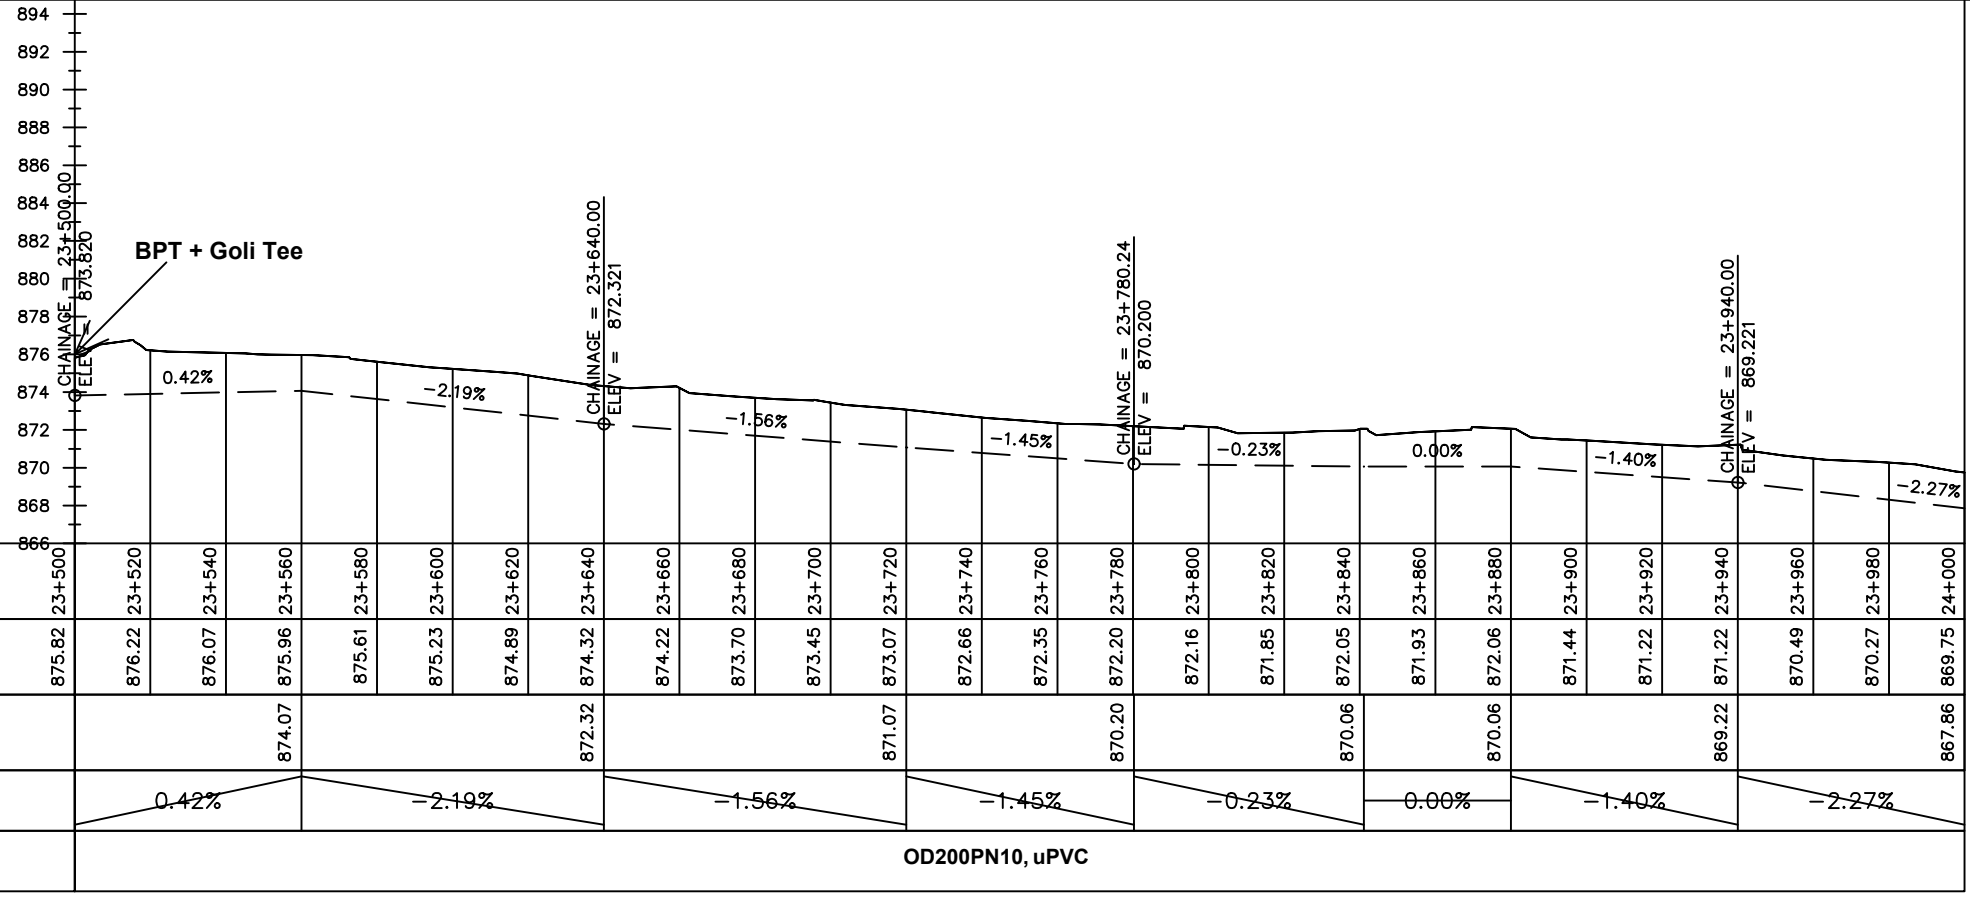 894
892
890
888
886
884
882
880
878
876
874
872
870
868
866
CHAINAGE = 23+500.00
873.820
BPT + Goli Tee
CHAINAGE = 23+640.00
ELEV = 872.321
CHAINAGE = 23+780.24
ELEV = 870.200
CHAINAGE = 23+940.00
ELEV = 869.221
0.42%
-2.19%
-1.56%
-1.45%
-0.23%
0.00%
-1.40%
-2.27%
23+500 23+520 23+540 23+560 23+580 23+600 23+620 23+640 23+660 23+680 23+700 23+720 23+740 23+760 23+780 23+800 23+820 23+840 23+860 23+880 23+900 23+920 23+940 23+960 23+980 24+000
875.82 876.22 876.07 875.96 875.61 875.23 874.89 874.32 874.22 873.70 873.45 873.07 872.66 872.35 872.20 872.16 871.85 872.05 871.93 872.06 871.44 871.22 871.22 870.49 870.27 869.75
874.07 872.32 871.07 870.20 870.06 870.06 869.22 867.86
0.42% -2.19% -1.56% -1.45% -0.23% 0.00% -1.40% -2.27%
OD200PN10, uPVC